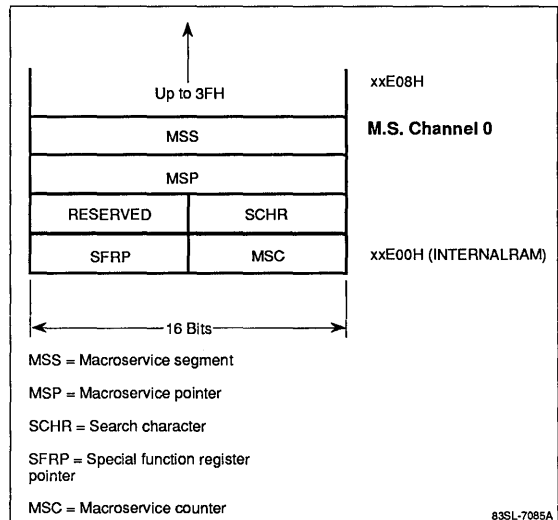 Up to 3FH
xxE08H
MSS
M.S. Channel 0
MSP
RESERVED
SCHR
SFRP
MSC
xxE00H (INTERNALRAM)
16 Bits
MSS = Macroservice segment
MSP = Macroservice pointer
SCHR = Search character
SFRP = Special function register
pointer
MSC = Macroservice counter
83SL-7085A